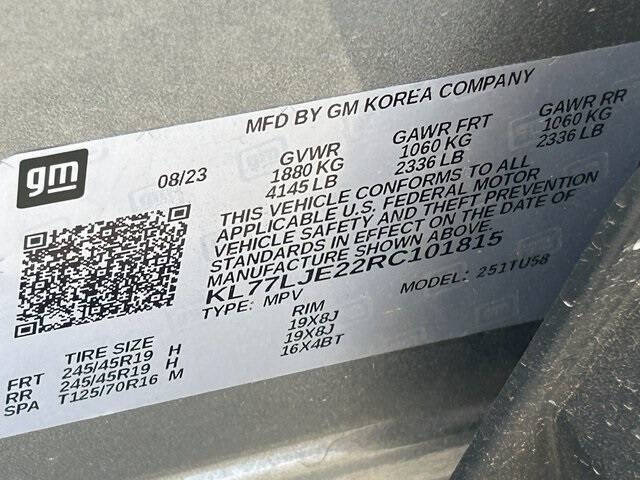 gm
MFD BY GM KOREA COMPANY
08/23
GVWR GAWR FRT GAWR RR
1880 KG 1060 KG 1060 KG
4145 LB 2336 LB 2336 LB
THIS VEHICLE CONFORMS TO ALL
APPLICABLE U.S. FEDERAL MOTOR
VEHICLE SAFETY AND THEFT PREVENTION
STANDARDS IN EFFECT ON THE DATE OF
MANUFACTURE SHOWN ABOVE.
KL77LJE22RC101815
TYPE: MPV MODEL: 251TU58
TIRE SIZE RIM
FRT 245/45R19 H 19X8J
RR 245/45R19 H 19X8J
SPA T125/70R16 M 16X4BT